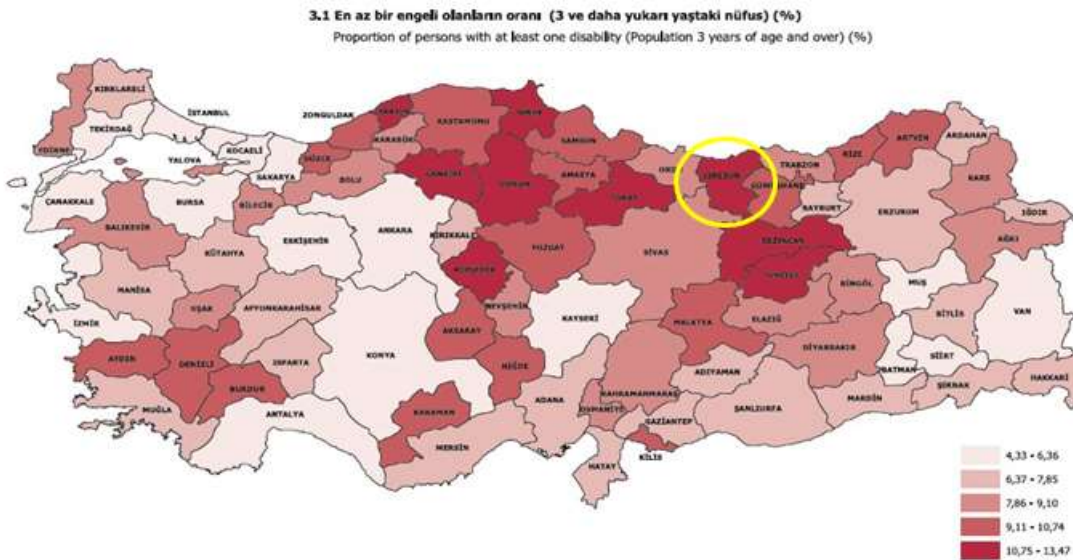 3.1 En az bir engeli olanların oranı (3 ve daha yukarı yaştaki nüfus) (%)
Proportion of persons with at least one disability (Population 3 years of age and over) (%)
KIRKLARELİ
EDİRNE
TEKİRDAĞ
İSTANBUL
KOCAELİ
YALOVA
SAKARYA
ZONGULDAK
DÜZCE
BOLU
KARABÜK
KASTAMONU
SİNOP
SAMSUN
ÇANKIRI
ÇORUM
AMASYA
TOKAT
ORDU
GİRESUN
GÜMÜŞHANE
TRABZON
BAYBURT
RİZE
ARTVİN
ARDAHAN
KARS
IĞDIR
AĞRI
ERZURUM
ÇANAKKALE
BURSA
BİLECİK
BALIKESİR
KÜTAHYA
ESKİŞEHİR
ANKARA
KIRIKKALE
YOZGAT
SİVAS
ERZİNCAN
TUNCELİ
BİNGÖL
MUŞ
MANİSA
UŞAK
AFYONKARAHİSAR
KIRŞEHİR
NEVŞEHİR
KAYSERİ
MALATYA
ELAZIĞ
DİYARBAKIR
BİTLİS
VAN
İZMİR
AYDIN
DENİZLİ
BURDUR
ISPARTA
KONYA
AKSARAY
NİĞDE
KAHRAMANMARAŞ
ADIYAMAN
BATMAN
SİİRT
ŞIRNAK
HAKKARİ
MUĞLA
ANTALYA
KARAMAN
MERSİN
ADANA
OSMANİYE
GAZİANTEP
KİLİS
HATAY
ŞANLIURFA
MARDİN
4,33 - 6,36
6,37 - 7,85
7,86 - 9,10
9,11 - 10,74
10,75 - 13,47